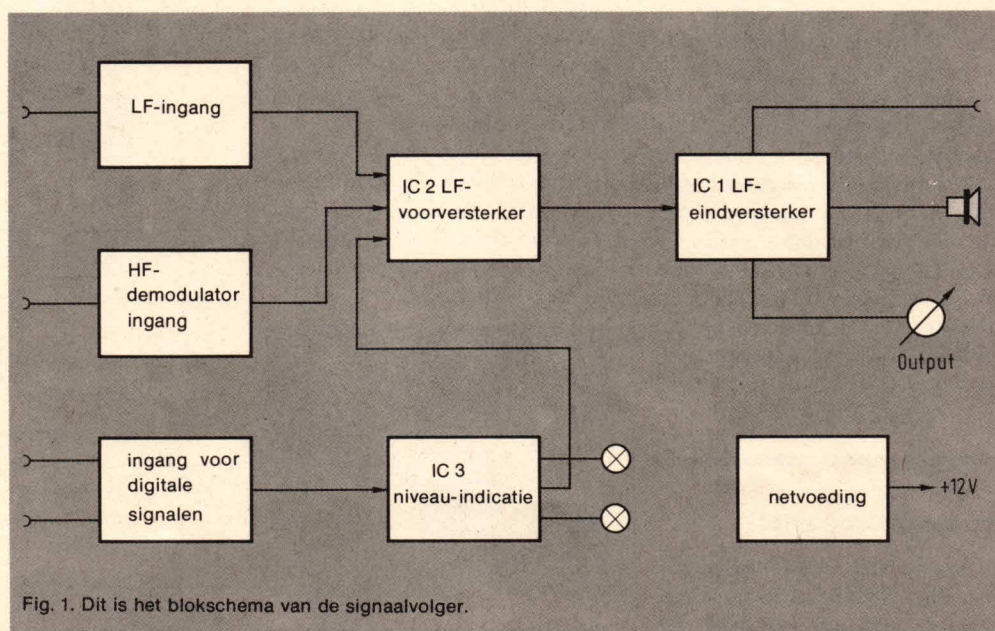 LF-ingang
IC 2 LF-
voorversterker
IC 1 LF-
eindversterker
HF-
demodulator
ingang
Output
ingang voor
digitale
signalen
IC 3
niveau-indicatie
netvoeding
+12V
Fig. 1. Dit is het blokschema van de signaalvolger.